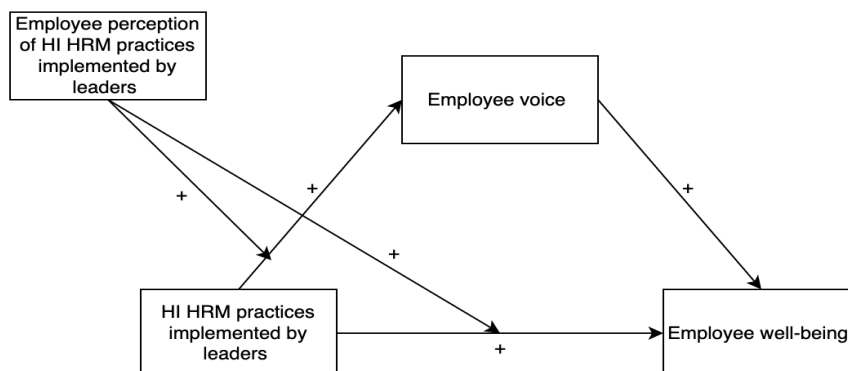 Employee perception
of HI HRM practices
implemented by
leaders
Employee voice
+
+
+
+
HI HRM practices
implemented by
leaders
+
Employee well-being